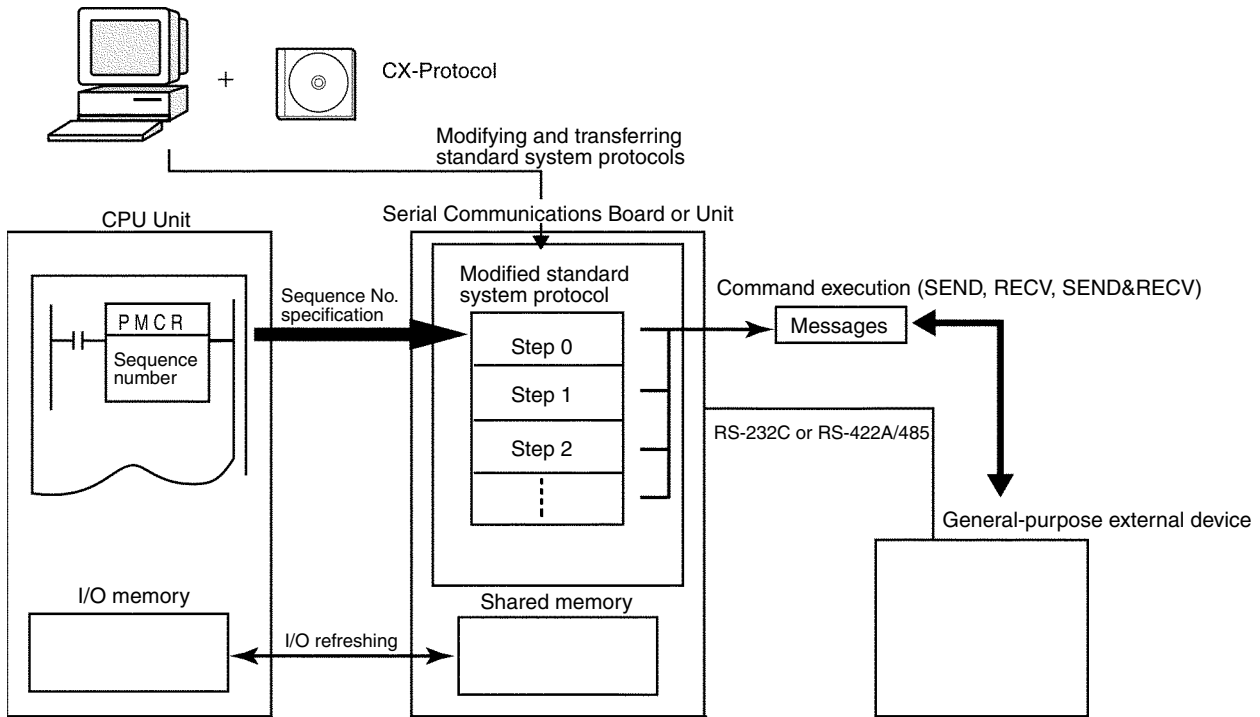 +
CX-Protocol
Modifying and transferring
standard system protocols
CPU Unit
Serial Communications Board or Unit
PMCR
Sequence
number
Sequence No.
specification
Modified standard
system protocol
Step 0
Step 1
Step 2
Command execution (SEND, RECV, SEND&RECV)
Messages
RS-232C or RS-422A/485
General-purpose external device
I/O memory
I/O refreshing
Shared memory